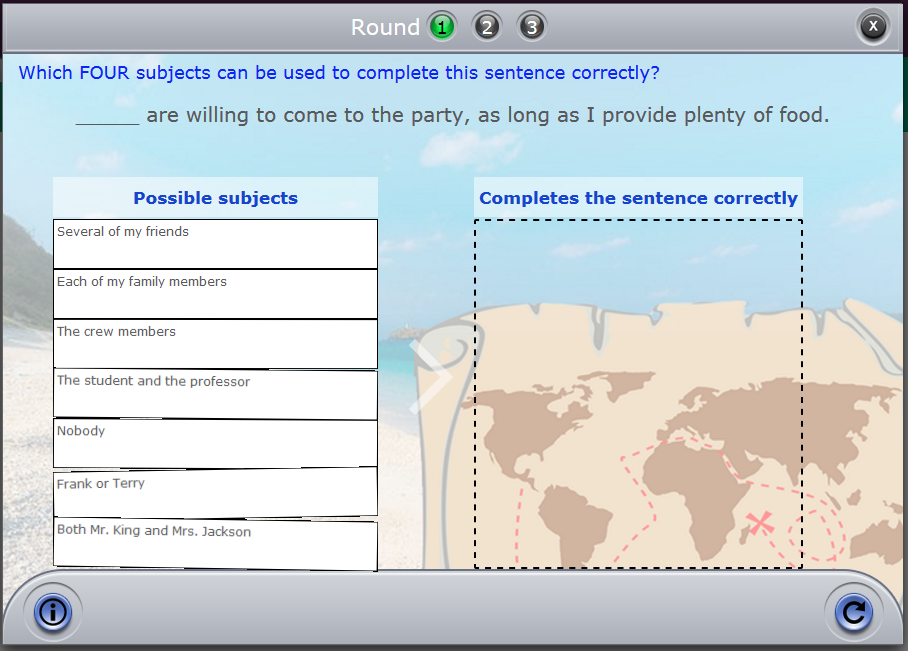 Round 1 2 3 X
Which FOUR subjects can be used to complete this sentence correctly?
______ are willing to come to the party, as long as I provide plenty of food.
Possible subjects
Completes the sentence correctly
Several of my friends
Each of my family members
The crew members
The student and the professor
Nobody
Frank or Terry
Both Mr. King and Mrs. Jackson